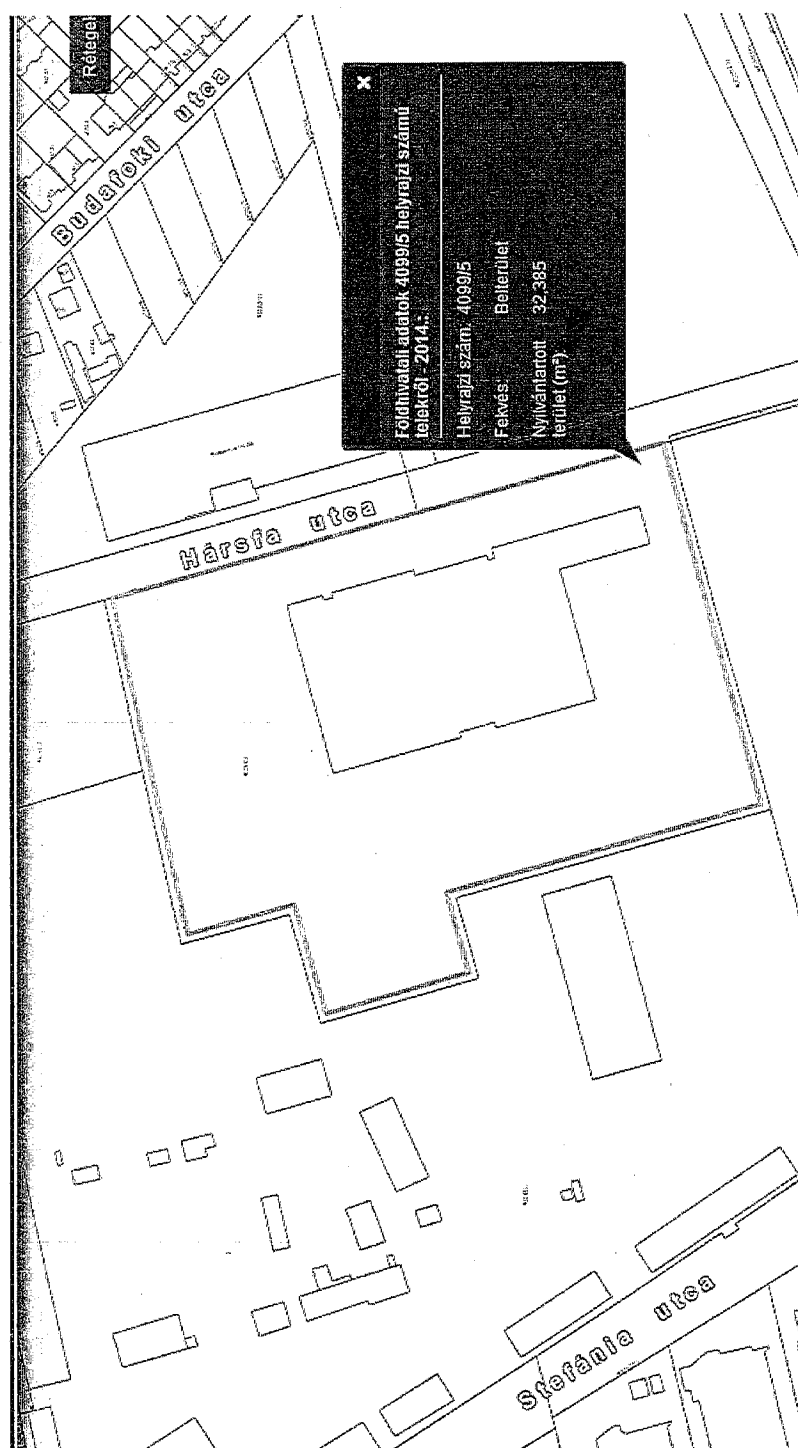 Rétegek
Budafoki utca
Hársfa utca
Stefánia utca
×
Földhivatali adatok 4099/5 helyrajzi számú
telekről - 2014.:
Helyrajzi szám: 4099/5
Fekvés Belterület
Nyilvántartott 32,385
terület (m²)